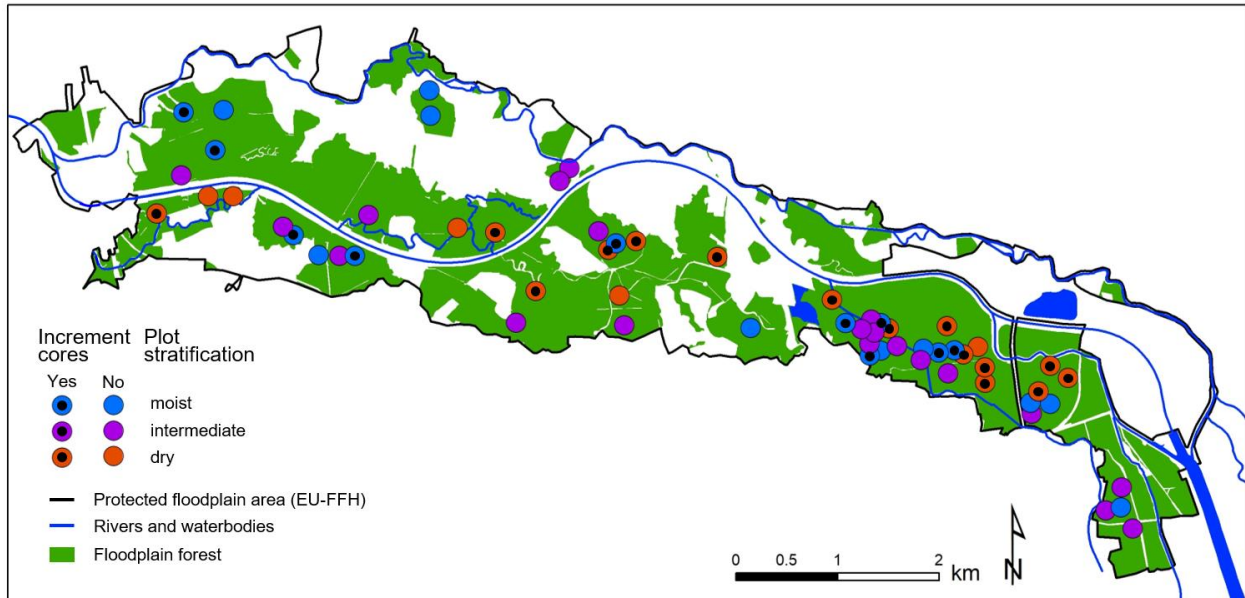 Increment Plot
cores stratification
Yes No
moist
intermediate
dry
Protected floodplain area (EU-FFH)
Rivers and waterbodies
Floodplain forest
0 0.5 1 2
km
N